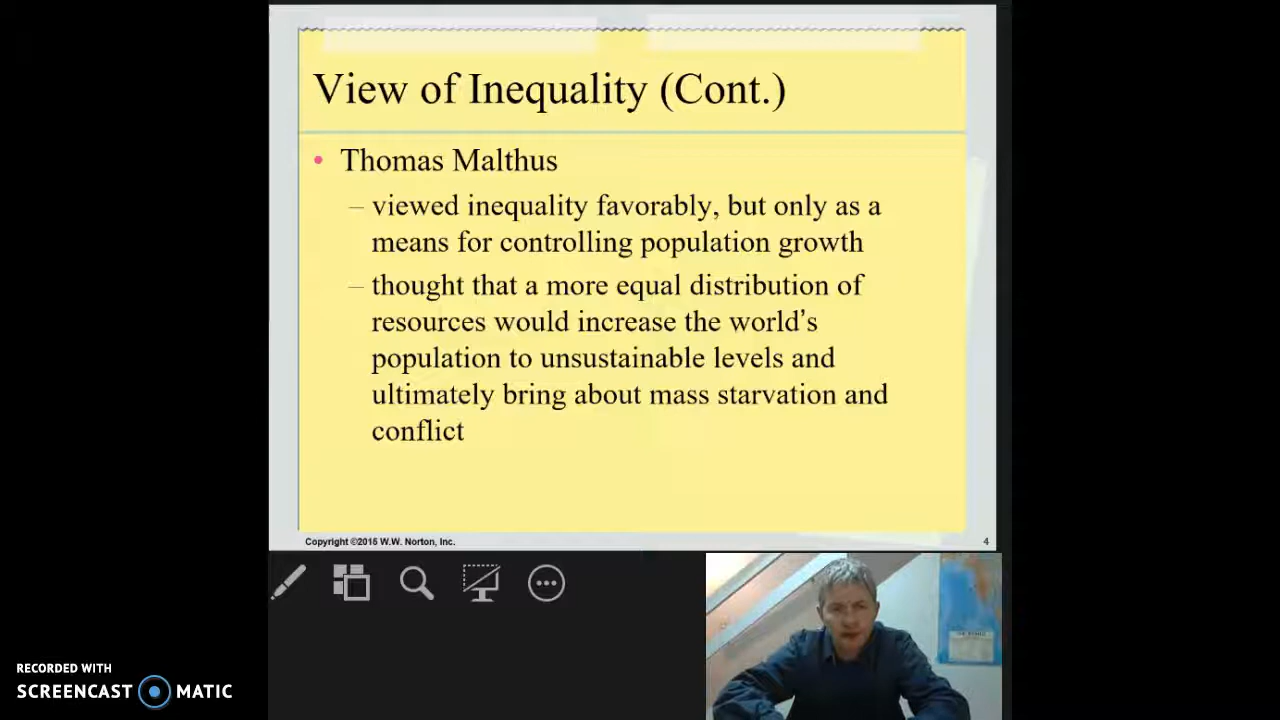 View of Inequality (Cont.)
• Thomas Malthus
– viewed inequality favorably, but only as a
means for controlling population growth
– thought that a more equal distribution of
resources would increase the world’s
population to unsustainable levels and
ultimately bring about mass starvation and
conflict
Copyright ©2016 W.W. Norton, Inc.
4
RECORDED WITH
SCREENCAST MATIC